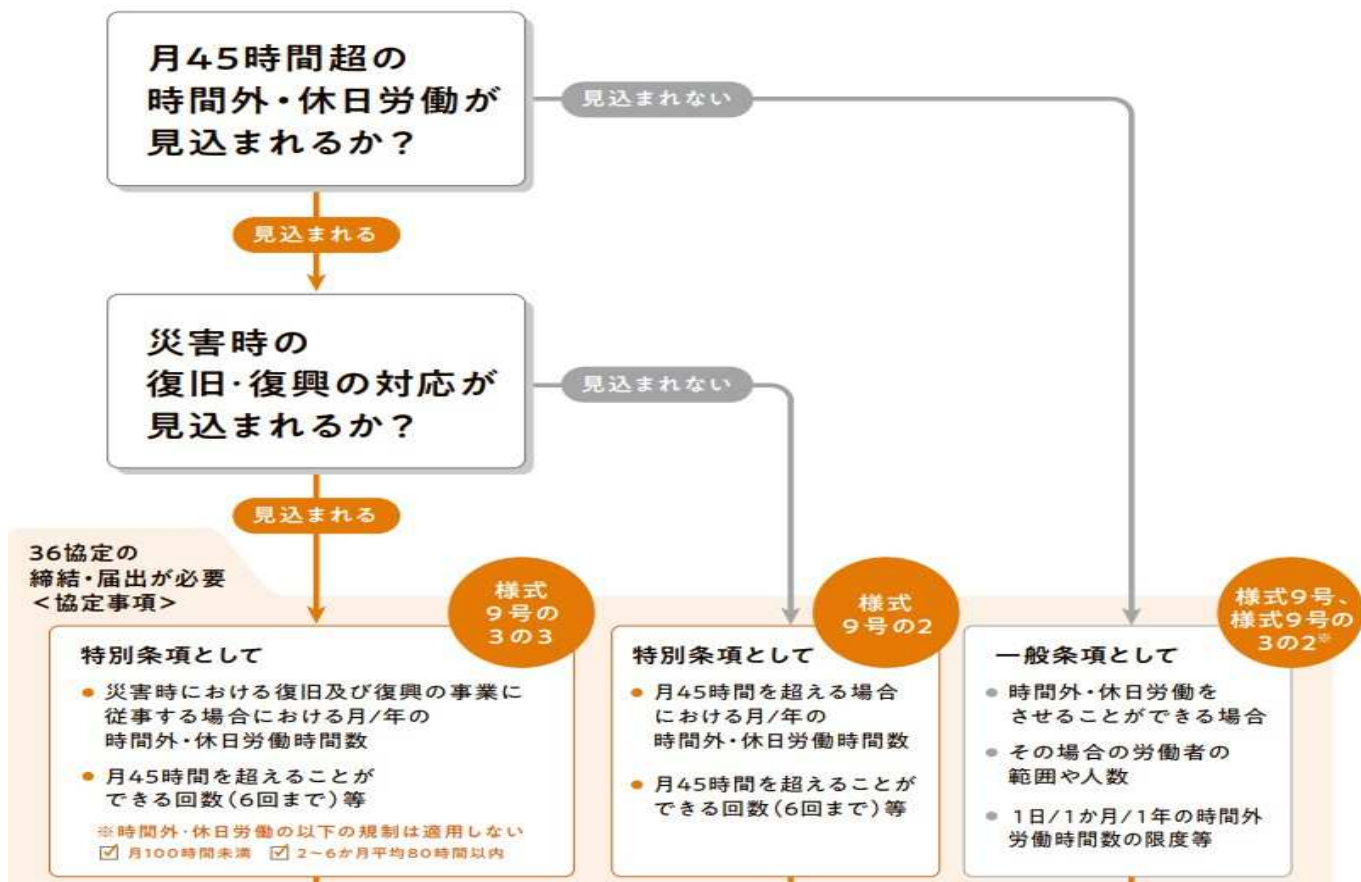 月45時間超の
時間外・休日労働が
見込まれるか？
見込まれない
見込まれる
災害時の
復旧・復興の対応が
見込まれるか？
見込まれない
見込まれる
36協定の
締結・届出が必要
＜協定事項＞
様式
9号の
3の3
特別条項として
● 災害時における復旧及び復興の事業に
従事する場合における月/年の
時間外・休日労働時間数
● 月45時間を超えることが
できる回数（6回まで）等
※時間外・休日労働の以下の規制は適用しない
☑ 月100時間未満 ☑ 2～6か月平均80時間以内
様式
9号の2
特別条項として
● 月45時間を超える場合
における月/年の
時間外・休日労働時間数
● 月45時間を超えることが
できる回数（6回まで）等
様式9号、
様式9号の
3の2※
一般条項として
● 時間外・休日労働を
させることができる場合
● その場合の労働者の
範囲や人数
● 1日/1か月/1年の時間外
労働時間数の限度等